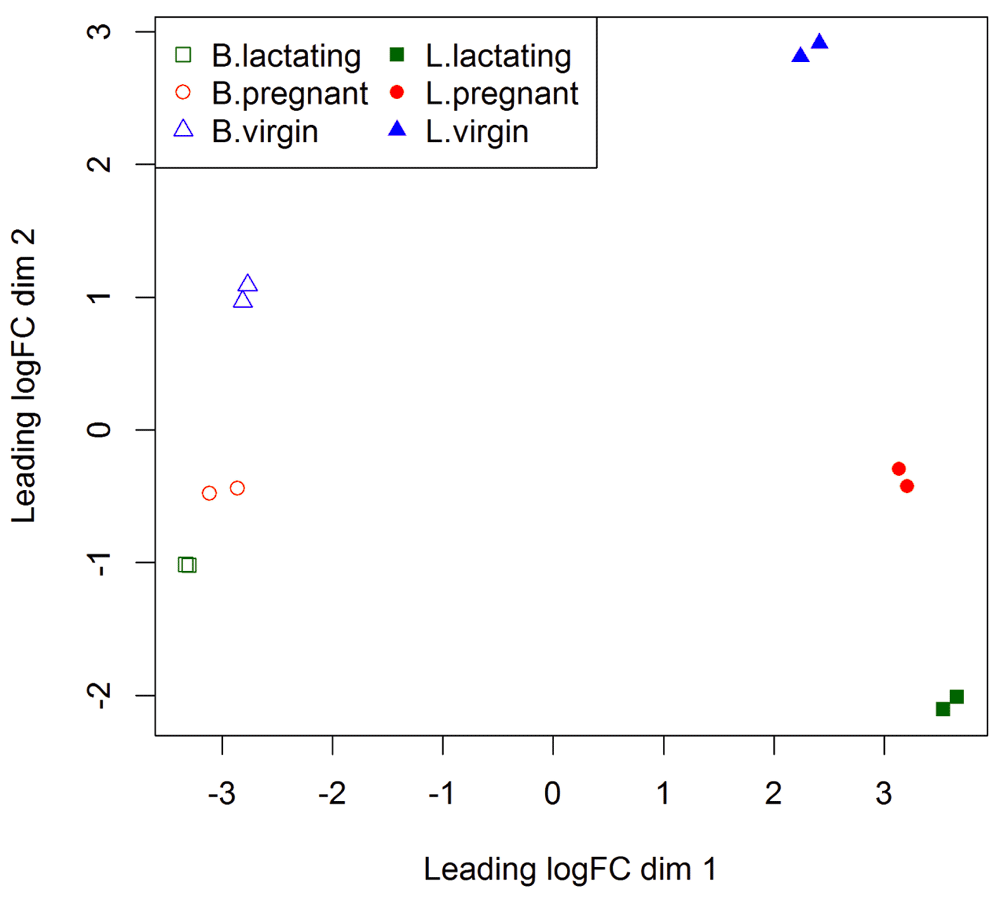 B.lactating L.lactating
B.pregnant L.pregnant
B.virgin L.virgin
3
2
1
0
-1
-2
Leading logFC dim 2
-3 -2 -1 0 1 2 3
Leading logFC dim 1